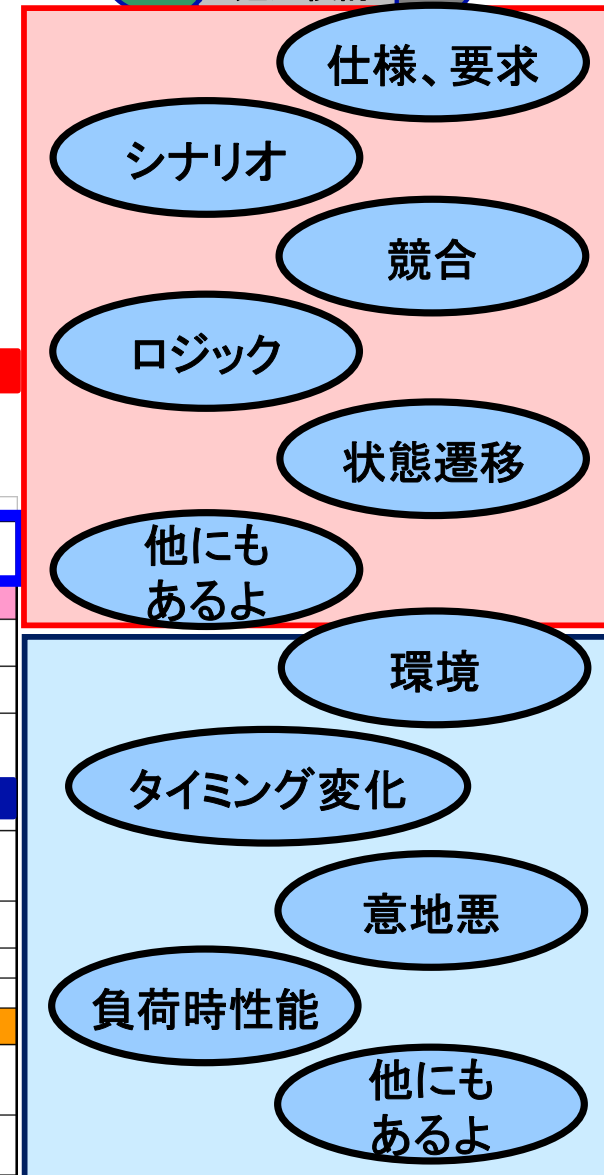 仕様、要求
シナリオ
競合
ロジック
状態遷移
他にも
あるよ
環境
タイミング変化
意地悪
負荷時性能
他にも
あるよ